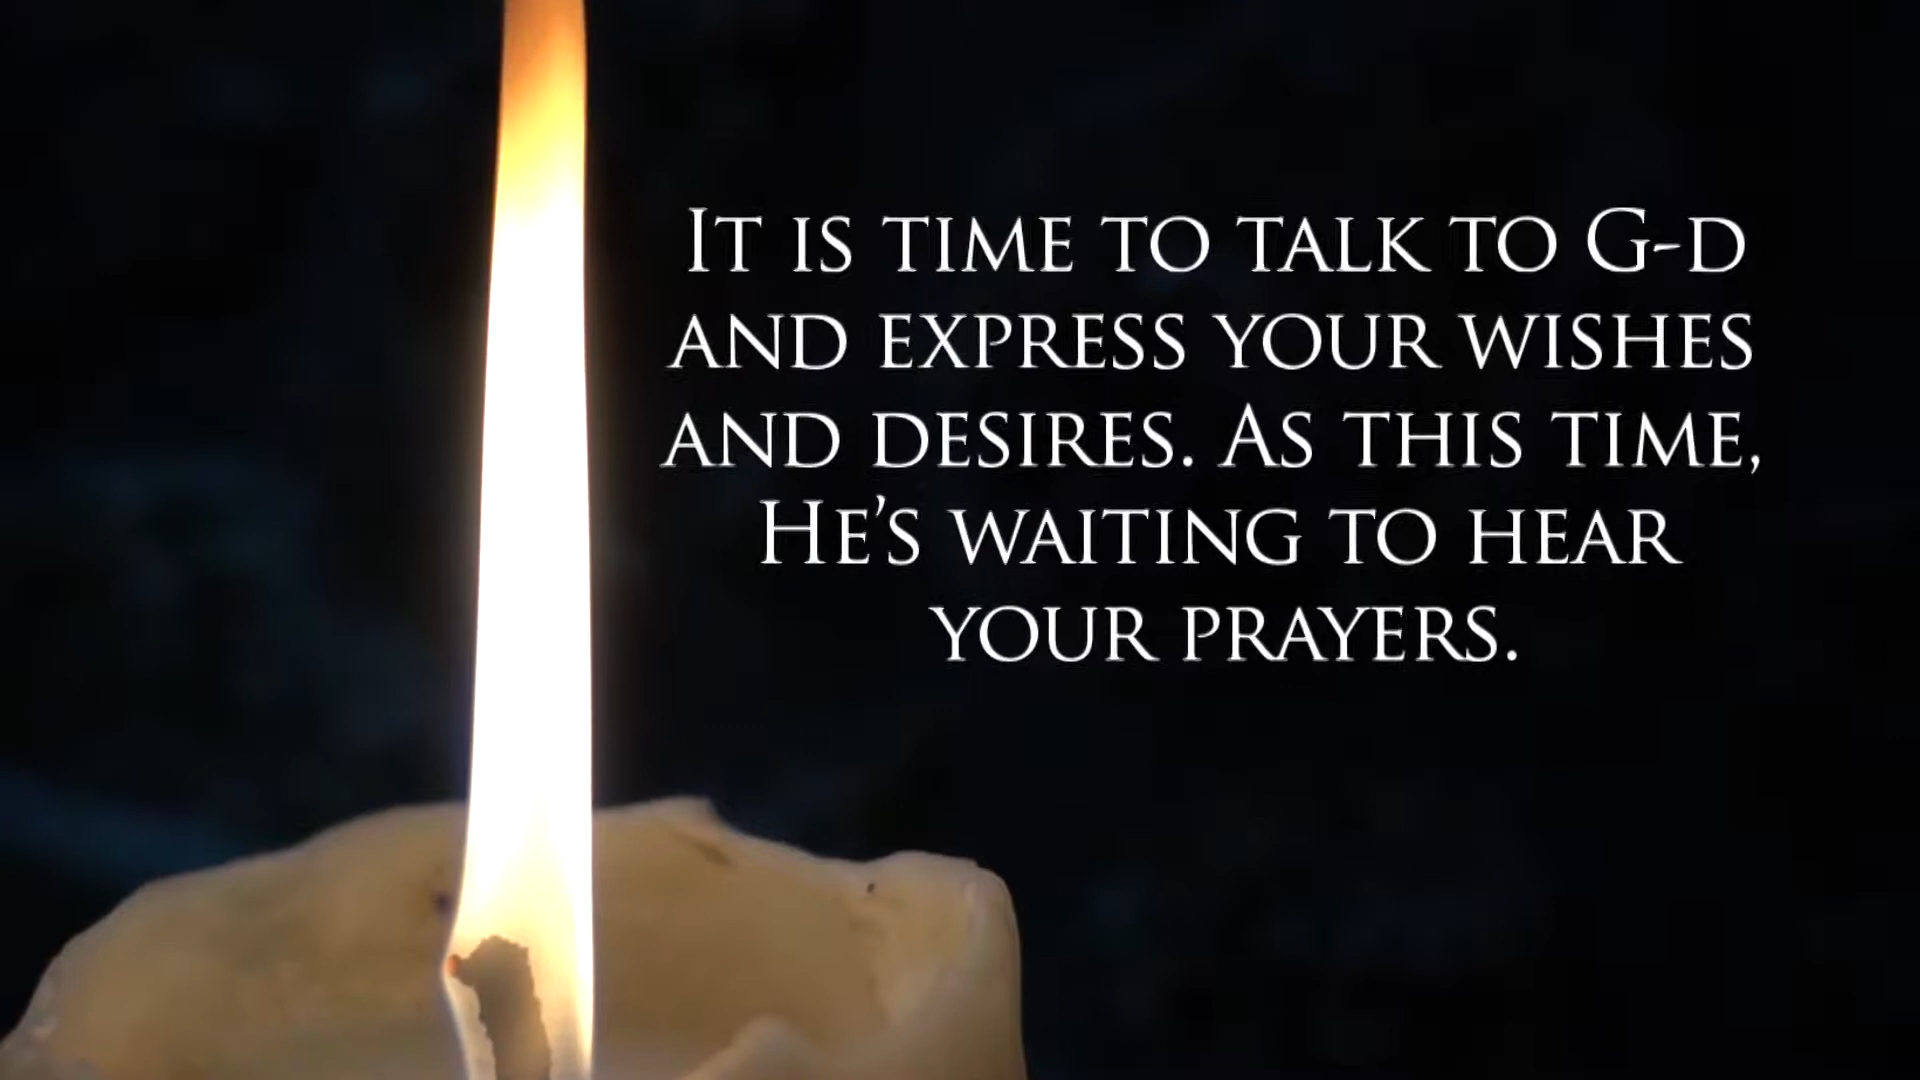 It is time to talk to G-d
and express your wishes
and desires. As this time,
He's waiting to hear
your prayers.